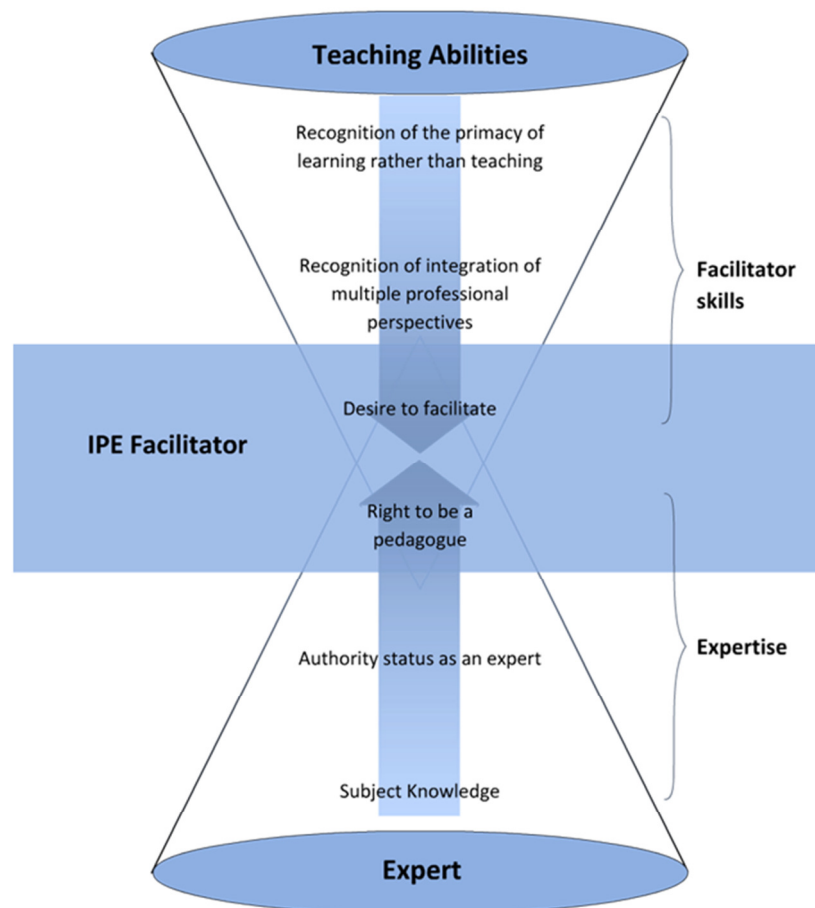 Teaching Abilities
Recognition of the primacy of
learning rather than teaching
Recognition of integration of
multiple professional
perspectives
Facilitator
skills
Desire to facilitate
IPE Facilitator
Right to be a
pedagogue
Authority status as an expert
Expertise
Subject Knowledge
Expert